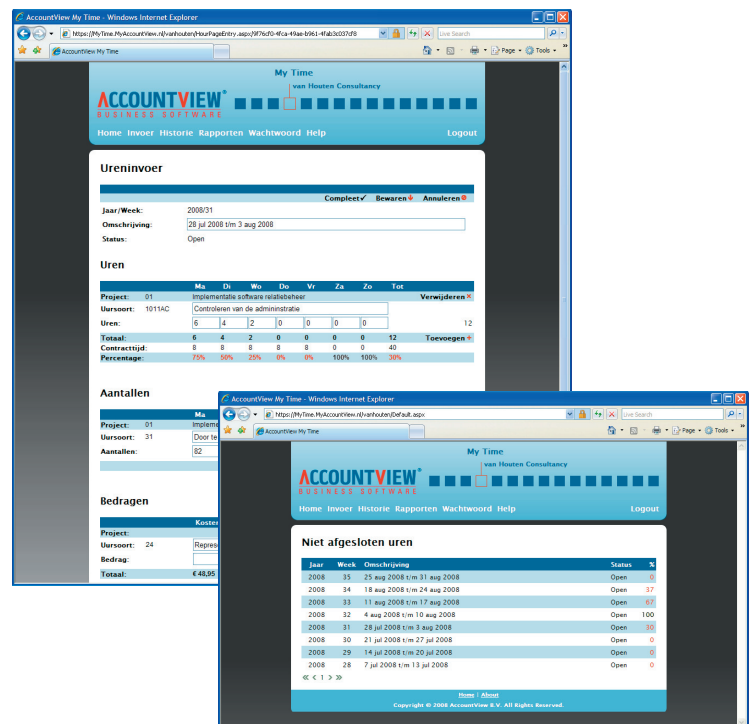 AccountView My Time - Windows Internet Explorer
https://MyTime.MyAccountView.nl/vanhouten/HourPageEntry.aspx/9f76cf0-4fca-49ae-b961-4fab3c037cf8
Live Search
AccountView My Time
Page Tools »
My Time
van Houten Consultancy
ACCOUNTVIEW®
BUSINESS SOFTWARE
Home Invoer Historie Rapporten Wachtwoord Help Logout
Ureninvoer
Compleet Bewaren Annuleren
Jaar/Week: 2008/31
Omschrijving: 28 jul 2008 t/m 3 aug 2008
Status: Open
Uren
Ma Di Wo Do Vr Za Zo Tot
Project: 01 Implementatie software relatiebeheer Verwijderen
Uursoort: 1011AC Controleren van de admininstratie
Uren: 6 4 2 0 0 0 0 12
Totaal: 6 4 2 0 0 0 0 12 Toevoegen
Contracttijd: 8 8 8 8 8 0 0 40
Percentage: 75% 50% 25% 0% 0% 100% 100% 30%
Aantallen
Ma
Project: 01 Impleme
Uursoort: 31 Door te
Aantallen: 82
Bedragen
Koster
Project:
Uursoort: 24 Repres
Bedrag:
Totaal: € 48,95
AccountView My Time - Windows Internet Explorer
https://MyTime.MyAccountView.nl/vanhouten/Default.aspx
Live Search
AccountView My Time
Page Tools »
My Time
van Houten Consultancy
ACCOUNTVIEW®
BUSINESS SOFTWARE
Home Invoer Historie Rapporten Wachtwoord Help Logout
Niet afgesloten uren
Jaar Week Omschrijving Status %
2008 35 25 aug 2008 t/m 31 aug 2008 Open 0
2008 34 18 aug 2008 t/m 24 aug 2008 Open 37
2008 33 11 aug 2008 t/m 17 aug 2008 Open 67
2008 32 4 aug 2008 t/m 10 aug 2008 Open 100
2008 31 28 jul 2008 t/m 3 aug 2008 Open 30
2008 30 21 jul 2008 t/m 27 jul 2008 Open 0
2008 29 14 jul 2008 t/m 20 jul 2008 Open 0
2008 28 7 jul 2008 t/m 13 jul 2008 Open 0
« < 1 > »
Home | About
Copyright © 2008 AccountView B.V. All Rights Reserved.